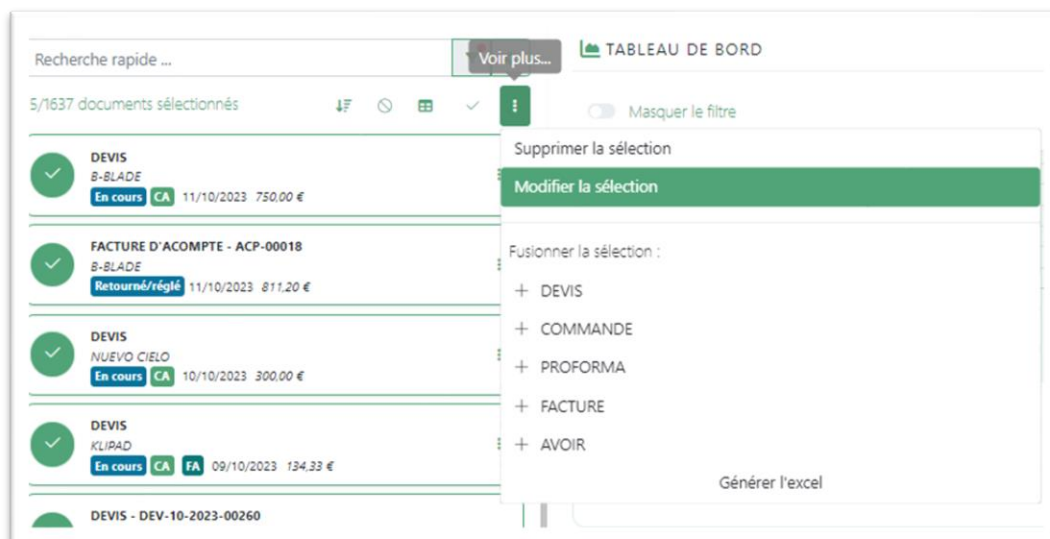 Recherche rapide ...
Voir plus...
TABLEAU DE BORD
5/1637 documents sélectionnés
Masquer le filtre
DEVIS
B-BLADE
En cours CA 11/10/2023 750,00 €
FACTURE D'ACOMPTE - ACP-00018
B-BLADE
Retourné/réglé 11/10/2023 811,20 €
DEVIS
NUEVO CIELO
En cours CA 10/10/2023 300,00 €
DEVIS
KLIPAD
En cours CA FA 09/10/2023 134,33 €
DEVIS - DEV-10-2023-00260
Supprimer la sélection
Modifier la sélection
Fusionner la sélection :
+ DEVIS
+ COMMANDE
+ PROFORMA
+ FACTURE
+ AVOIR
Générer l'excel